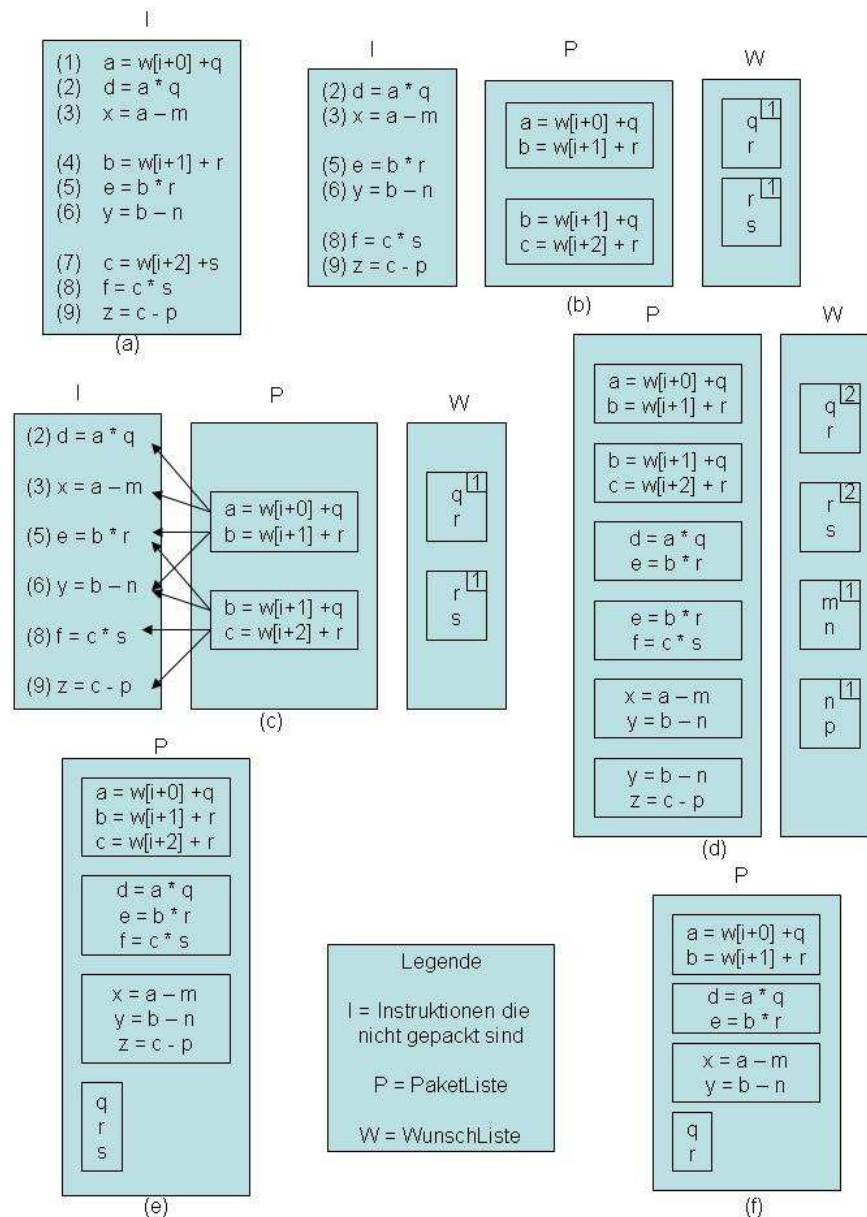 I
(1) a = w[i+0] +q
(2) d = a * q
(3) x = a – m
(4) b = w[i+1] + r
(5) e = b * r
(6) y = b – n
(7) c = w[i+2] +s
(8) f = c * s
(9) z = c - p
(a)
I
(2) d = a * q
(3) x = a – m
(5) e = b * r
(6) y = b – n
(8) f = c * s
(9) z = c - p
P
a = w[i+0] +q
b = w[i+1] + r
b = w[i+1] +q
c = w[i+2] + r
W
1
q
r
1
r
s
(b)
I
(2) d = a * q
(3) x = a – m
(5) e = b * r
(6) y = b – n
(8) f = c * s
(9) z = c - p
P
a = w[i+0] +q
b = w[i+1] + r
b = w[i+1] +q
c = w[i+2] + r
W
1
q
r
1
r
s
(c)
P
a = w[i+0] +q
b = w[i+1] + r
b = w[i+1] +q
c = w[i+2] + r
d = a * q
e = b * r
e = b * r
f = c * s
x = a – m
y = b – n
y = b – n
z = c - p
W
2
q
r
2
r
s
1
m
n
1
n
p
(d)
P
a = w[i+0] +q
b = w[i+1] + r
c = w[i+2] + r
d = a * q
e = b * r
f = c * s
x = a – m
y = b – n
z = c - p
q
r
s
(e)
Legende
I = Instruktionen die
nicht gepackt sind
P = PaketListe
W = WunschListe
P
a = w[i+0] +q
b = w[i+1] + r
d = a * q
e = b * r
x = a – m
y = b – n
q
r
(f)